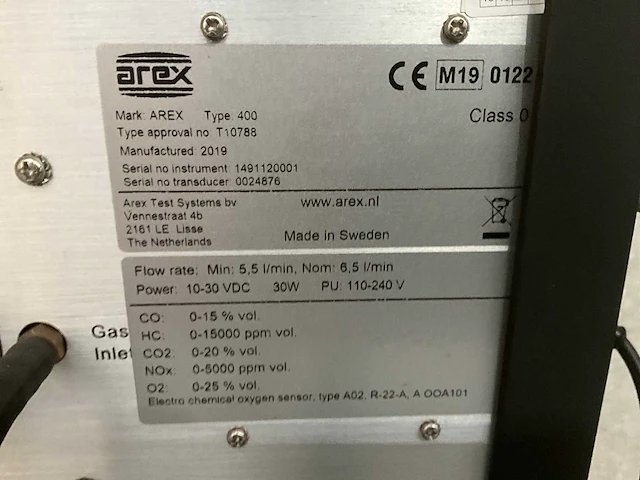 arex
CE M19 0122
Mark: AREX Type: 400
Class 0
Type approval no: T10788
Manufactured: 2019
Serial no instrument: 1491120001
Serial no transducer: 0024876
Arex Test Systems bv
www.arex.nl
Vennestraat 4b
2161 LE Lisse
The Netherlands
Made in Sweden
Flow rate: Min: 5,5 l/min, Nom: 6,5 l/min
Power: 10-30 VDC 30W PU: 110-240 V
Gas
Inlet
CO: 0-15 % vol.
HC: 0-15000 ppm vol.
CO2: 0-20 % vol.
NOx: 0-5000 ppm vol.
O2: 0-25 % vol.
Electro chemical oxygen sensor, type A02, R-22-A, A OOA101